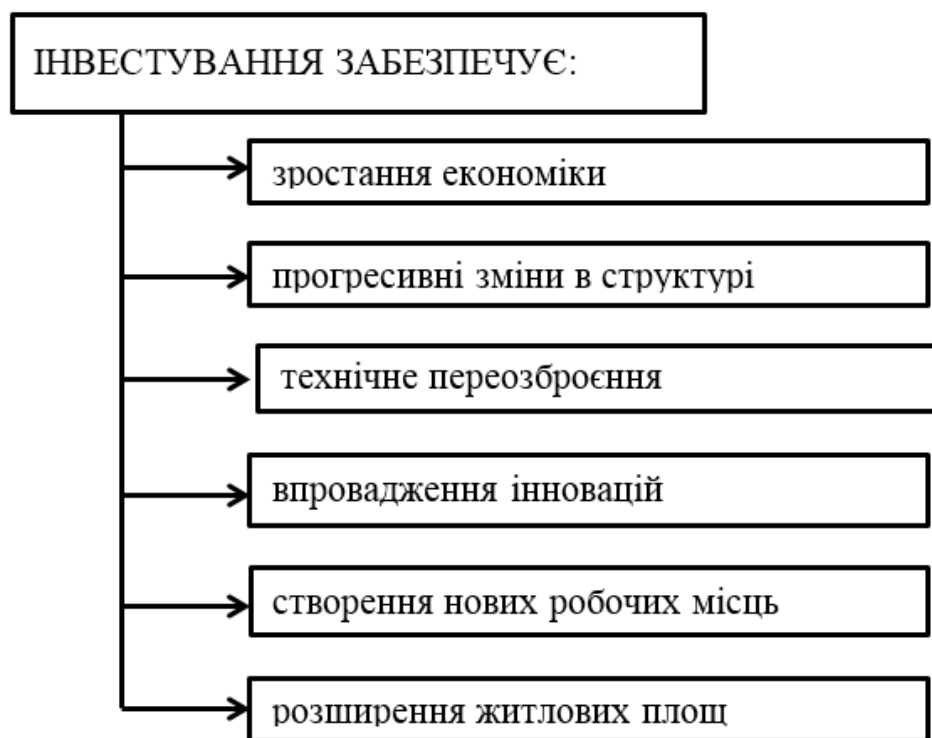 ІНВЕСТУВАННЯ ЗАБЕЗПЕЧУЄ:
зростання економіки
прогресивні зміни в структурі
технічне переозброєння
впровадження інновацій
створення нових робочих місць
розширення житлових площ